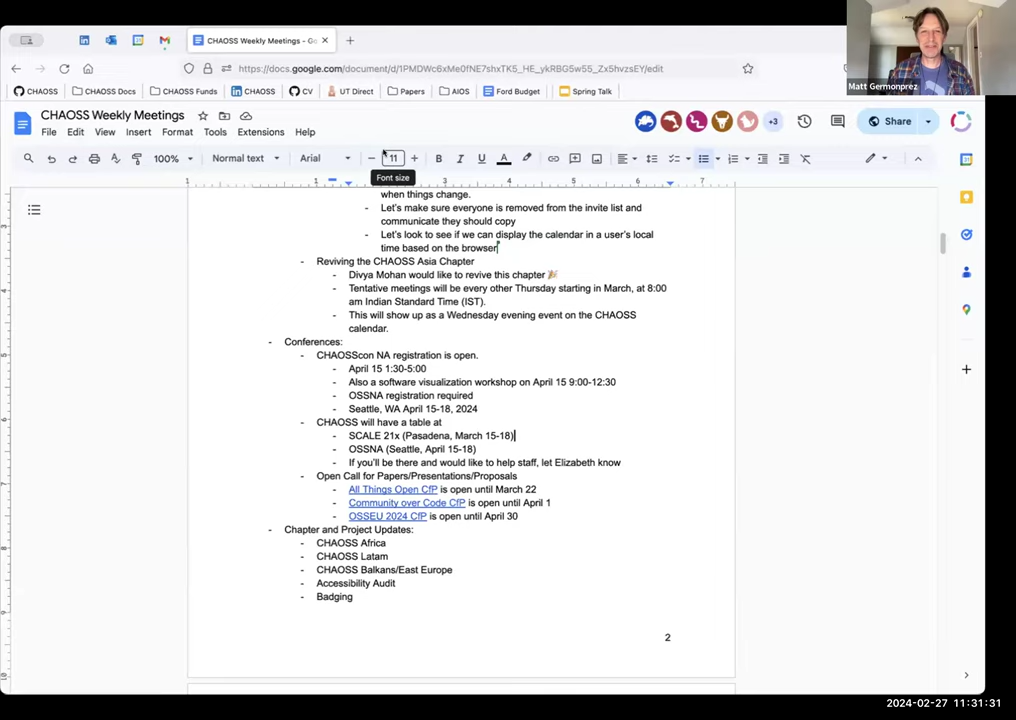 CHAOSS Weekly Meetings - Go
https://docs.google.com/document/d/1PMDWc6xMe0fNE7shxTK5_HE_ykRBG5w55_Zx5hvzsEY/edit
CHAOSS
CHAOSS Docs
CHAOSS Funds
CHAOSS
CV
UT Direct
Papers
AIOS
Ford Budget
Spring Talk
Matt Germonprez
CHAOSS Weekly Meetings
File Edit View Insert Format Tools Extensions Help
+3
Share
100% Normal text Arial 11
Font size
1 1 3 4 5 6 7
when things change.
- Let's make sure everyone is removed from the invite list and
communicate they should copy
- Let's look to see if we can display the calendar in a user's local
time based on the browser
- Reviving the CHAOSS Asia Chapter
- Divya Mohan would like to revive this chapter 🎉
- Tentative meetings will be every other Thursday starting in March, at 8:00
am Indian Standard Time (IST).
- This will show up as a Wednesday evening event on the CHAOSS
calendar.
- Conferences:
- CHAOSScon NA registration is open.
- April 15 1:30-5:00
- Also a software visualization workshop on April 15 9:00-12:30
- OSSNA registration required
- Seattle, WA April 15-18, 2024
- CHAOSS will have a table at
- SCALE 21x (Pasadena, March 15-18)
- OSSNA (Seattle, April 15-18)
- If you'll be there and would like to help staff, let Elizabeth know
- Open Call for Papers/Presentations/Proposals
- All Things Open CfP is open until March 22
- Community over Code CfP is open until April 1
- OSSEU 2024 CfP is open until April 30
- Chapter and Project Updates:
- CHAOSS Africa
- CHAOSS Latam
- CHAOSS Balkans/East Europe
- Accessibility Audit
- Badging
2
2024-02-27 11:31:31